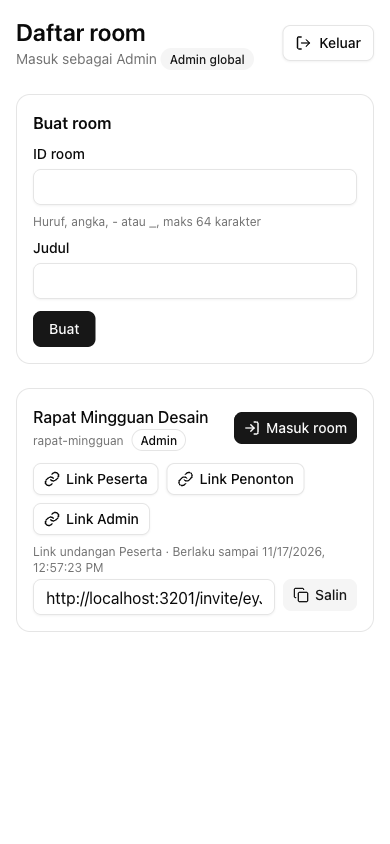 Daftar room
Masuk sebagai Admin Admin global
Keluar
Buat room
ID room
Huruf, angka, - atau _, maks 64 karakter
Judul
Buat
Rapat Mingguan Desain
rapat-mingguan Admin
Masuk room
Link Peserta
Link Penonton
Link Admin
Link undangan Peserta · Berlaku sampai 11/17/2026,
12:57:23 PM
http://localhost:3201/invite/ey
Salin